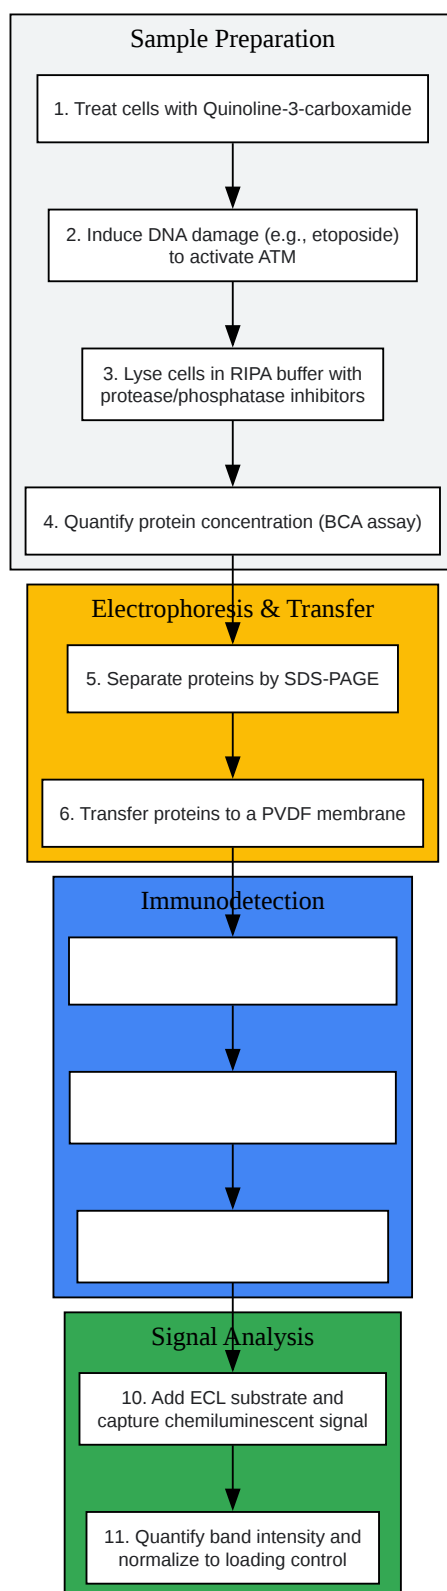 Sample Preparation
1. Treat cells with Quinoline-3-carboxamide
2. Induce DNA damage (e.g., etoposide)
to activate ATM
3. Lyse cells in RIPA buffer with
protease/phosphatase inhibitors
4. Quantify protein concentration (BCA assay)
Electrophoresis & Transfer
5. Separate proteins by SDS-PAGE
6. Transfer proteins to a PVDF membrane
Immunodetection
Signal Analysis
10. Add ECL substrate and
capture chemiluminescent signal
11. Quantify band intensity and
normalize to loading control